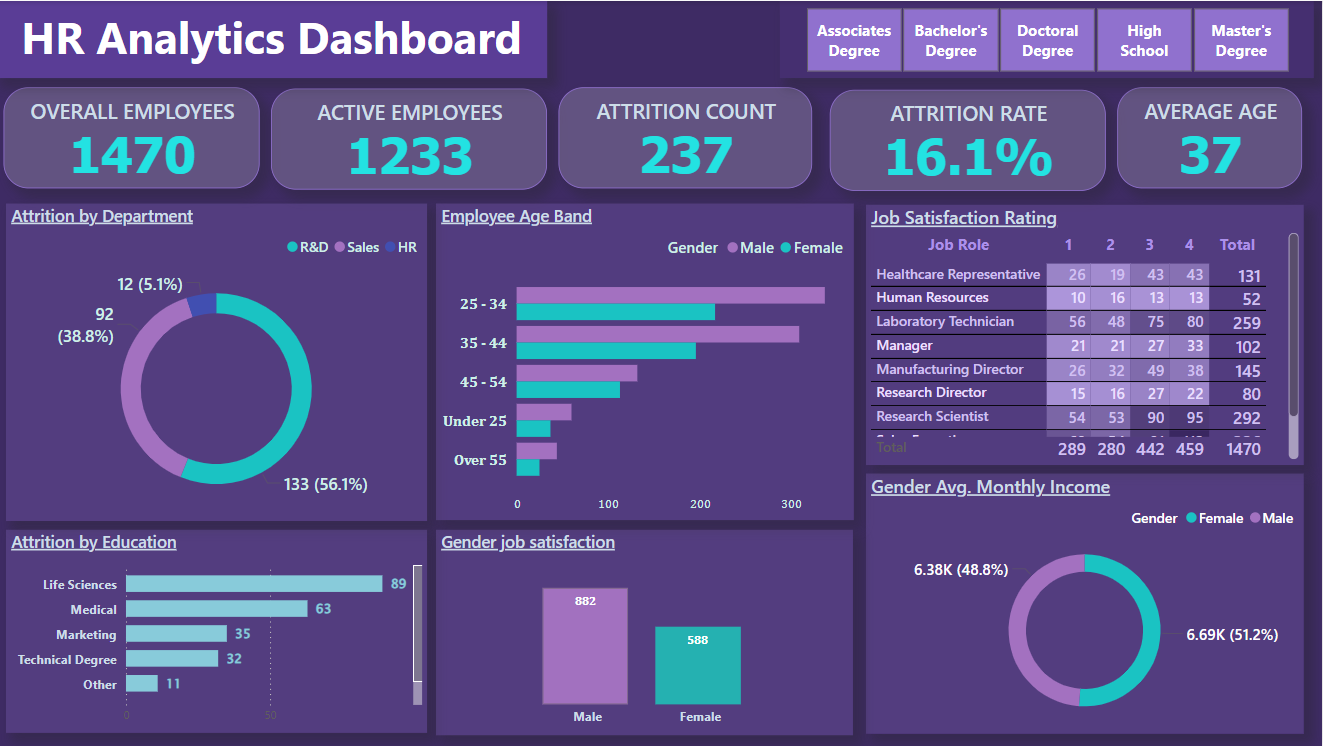 HR Analytics Dashboard
Associates
Degree
Bachelor's
Degree
Doctoral
Degree
High
School
Master's
Degree
OVERALL EMPLOYEES
1470
ACTIVE EMPLOYEES
1233
ATTRITION COUNT
237
ATTRITION RATE
16.1%
AVERAGE AGE
37
Attrition by Department
R&D Sales HR
12 (5.1%)
92
(38.8%)
133 (56.1%)
Employee Age Band
Gender Male Female
25 - 34
35 - 44
45 - 54
Under 25
Over 55
0 100 200 300
Job Satisfaction Rating
Job Role 1 2 3 4 Total
Healthcare Representative 26 19 43 43 131
Human Resources 10 16 13 13 52
Laboratory Technician 56 48 75 80 259
Manager 21 21 27 33 102
Manufacturing Director 26 32 49 38 145
Research Director 15 16 27 22 80
Research Scientist 54 53 90 95 292
Total 289 280 442 459 1470
Attrition by Education
Life Sciences 89
Medical 63
Marketing 35
Technical Degree 32
Other 11
0 50
Gender job satisfaction
882
588
Male Female
Gender Avg. Monthly Income
Gender Female Male
6.38K (48.8%)
6.69K (51.2%)